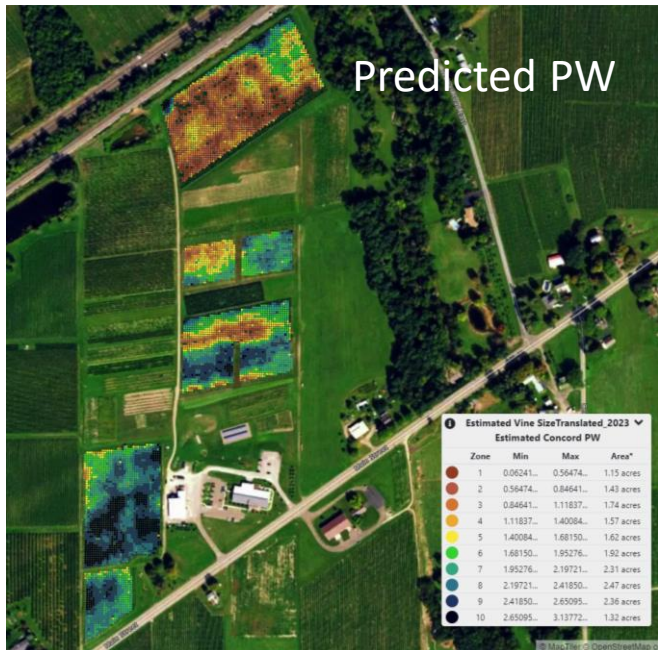 Predicted PW
Estimated Vine SizeTranslated_2023
Estimated Concord PW
Zone Min Max Area*
1 0.06241... 0.56474... 1.15 acres
2 0.56474... 0.84641... 1.43 acres
3 0.84641... 1.11837... 1.74 acres
4 1.11837... 1.40084... 1.57 acres
5 1.40084... 1.68150... 1.62 acres
6 1.68150... 1.95276... 1.92 acres
7 1.95276... 2.19721... 2.31 acres
8 2.19721... 2.41850... 2.47 acres
9 2.41850... 2.65095... 2.36 acres
10 2.65095... 3.13772... 1.32 acres
© MapTiler © OpenStreetMap